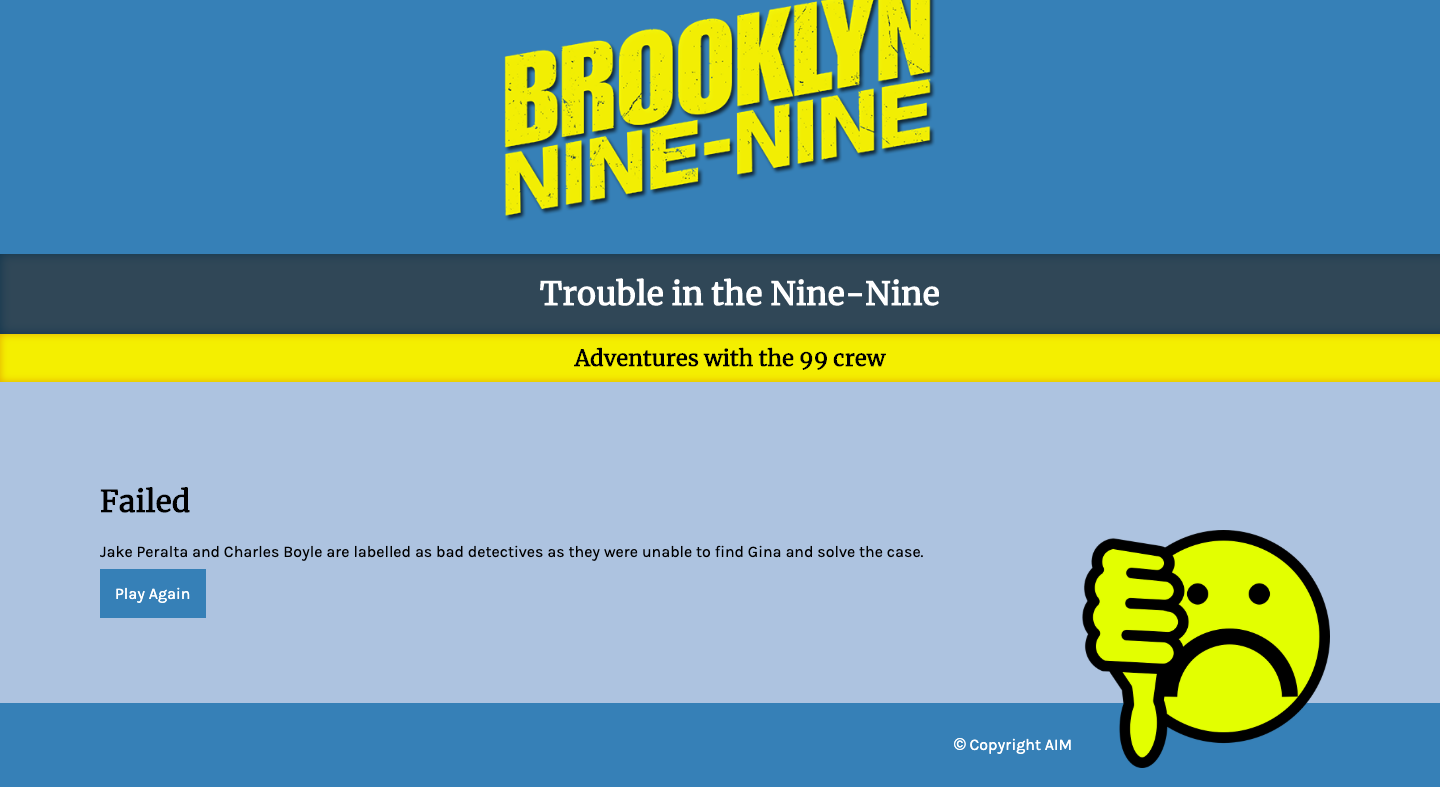 BROOKLYN
NINE-NINE
Trouble in the Nine-Nine
Adventures with the 99 crew
Failed
Jake Peralta and Charles Boyle are labelled as bad detectives as they were unable to find Gina and solve the case.
Play Again
© Copyright AIM